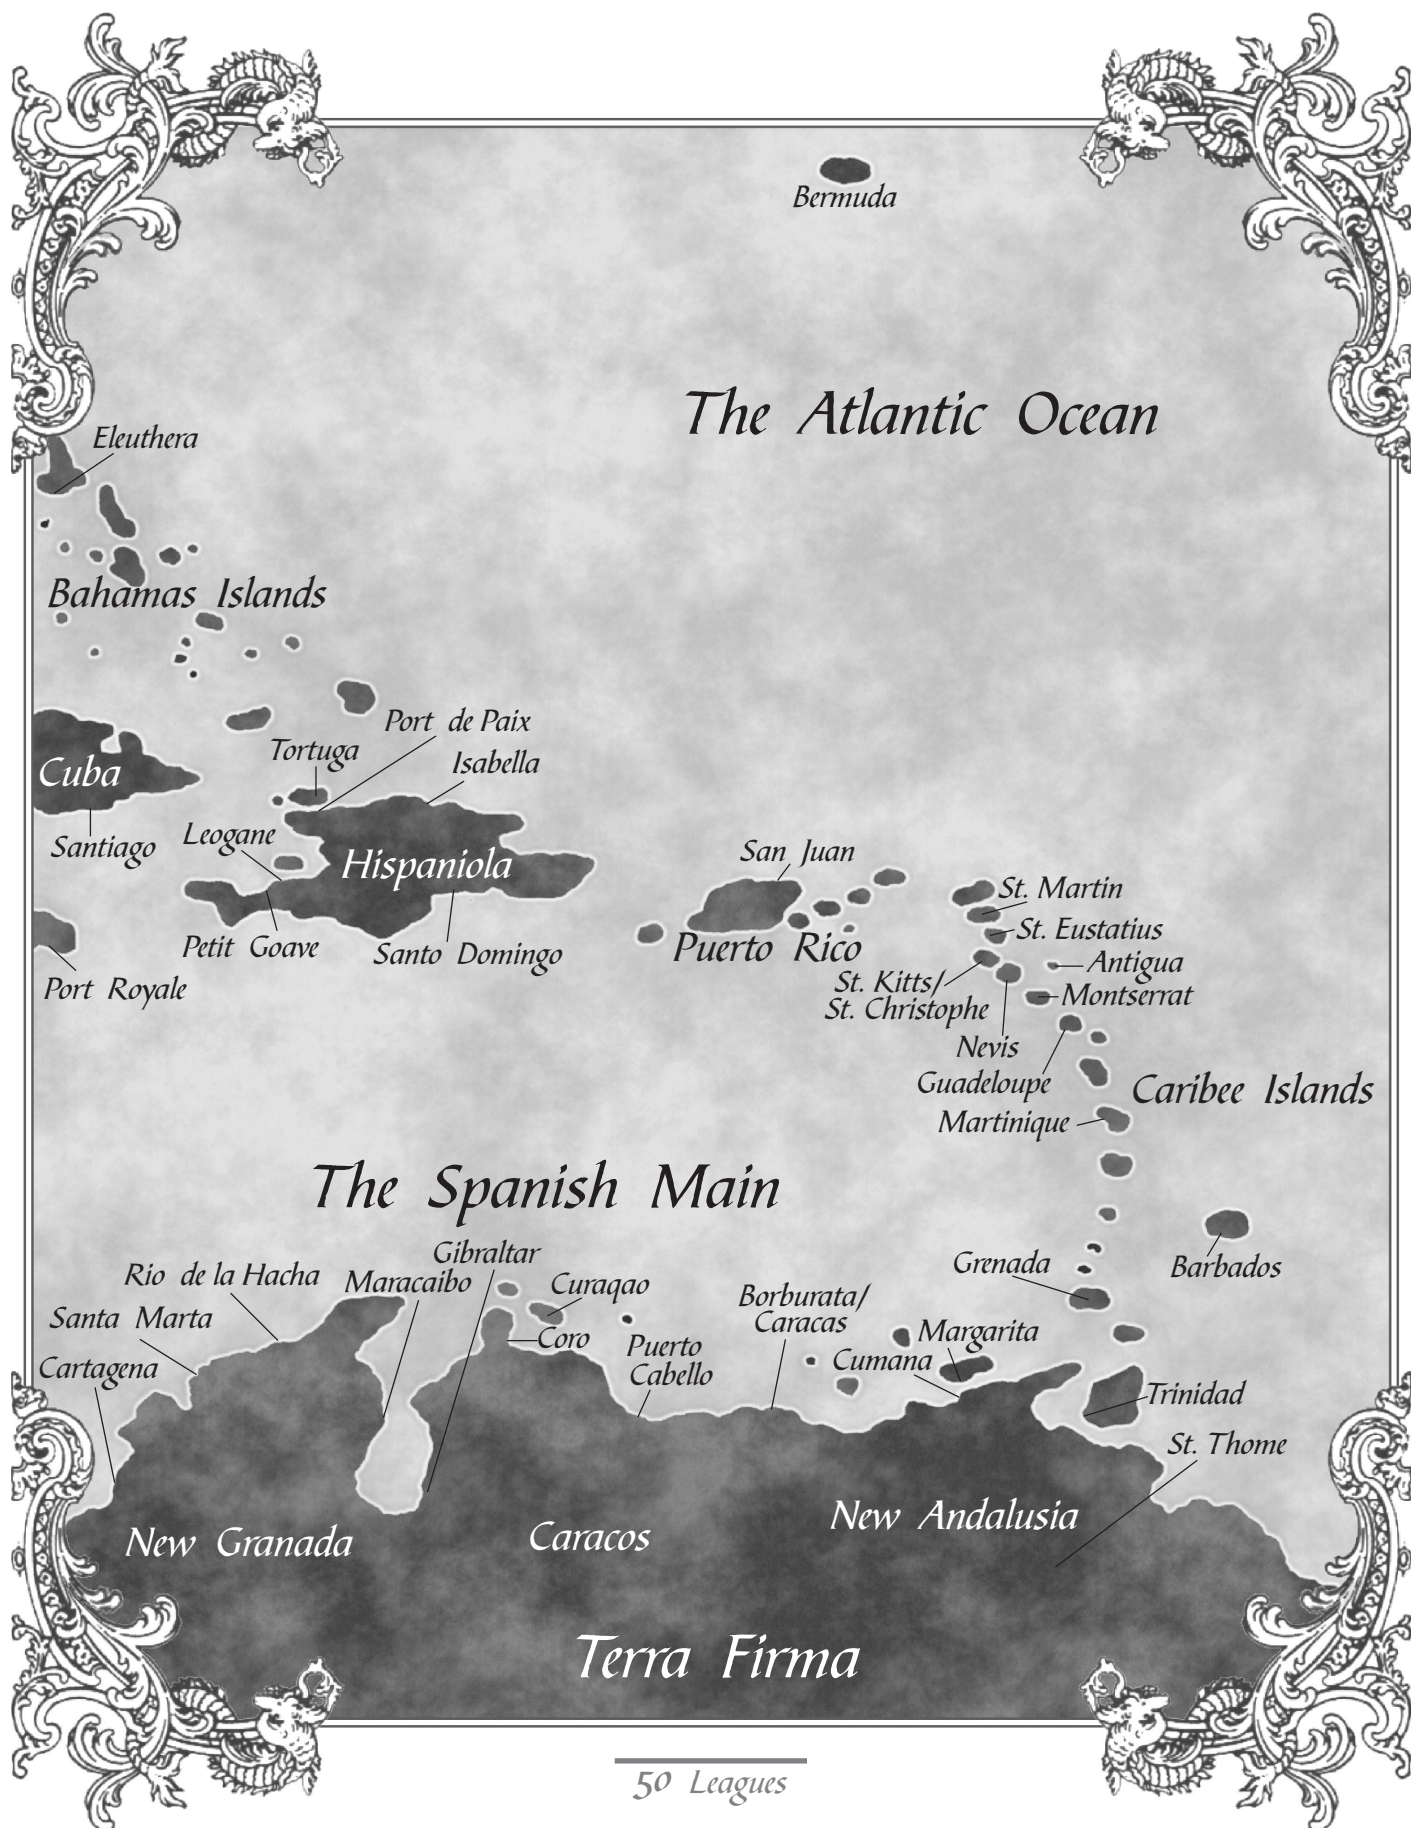 Bermuda
The Atlantic Ocean
Eleuthera
Bahamas Islands
Port de Paix
Tortuga
Isabella
Cuba
Santiago
Leogane
Hispaniola
San Juan
St. Martin
St. Eustatius
Petit Goave
Santo Domingo
Puerto Rico
Antigua
St. Kitts/
St. Christophe
Montserrat
Port Royale
Nevis
Guadeloupe
Caribee Islands
Martinique
The Spanish Main
Gibraltar
Rio de la Hacha
Maracaibo
Curaqao
Grenada
Barbados
Borburata/
Caracas
Santa Marta
Coro
Puerto
Cabello
Margarita
Cumana
Cartagena
Trinidad
St. Thome
New Granada
Caracos
New Andalusia
Terra Firma
50 Leagues